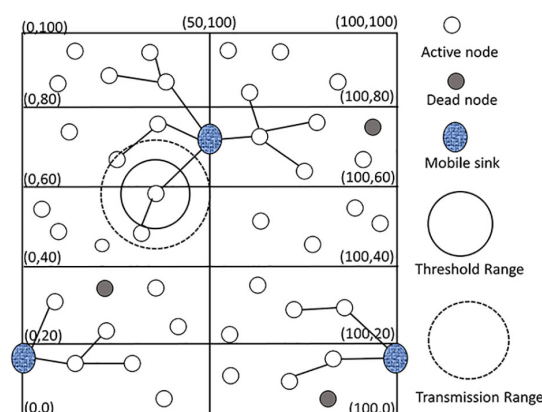 (0,100)
(50,100)
(100,100)
Active node
(0,80)
(100,80)
Dead node
Mobile sink
(0,60)
(100,60)
(0,40)
(100,40)
Threshold Range
(0,20)
(100,20)
Transmission Range
(0,0)
(100,0)